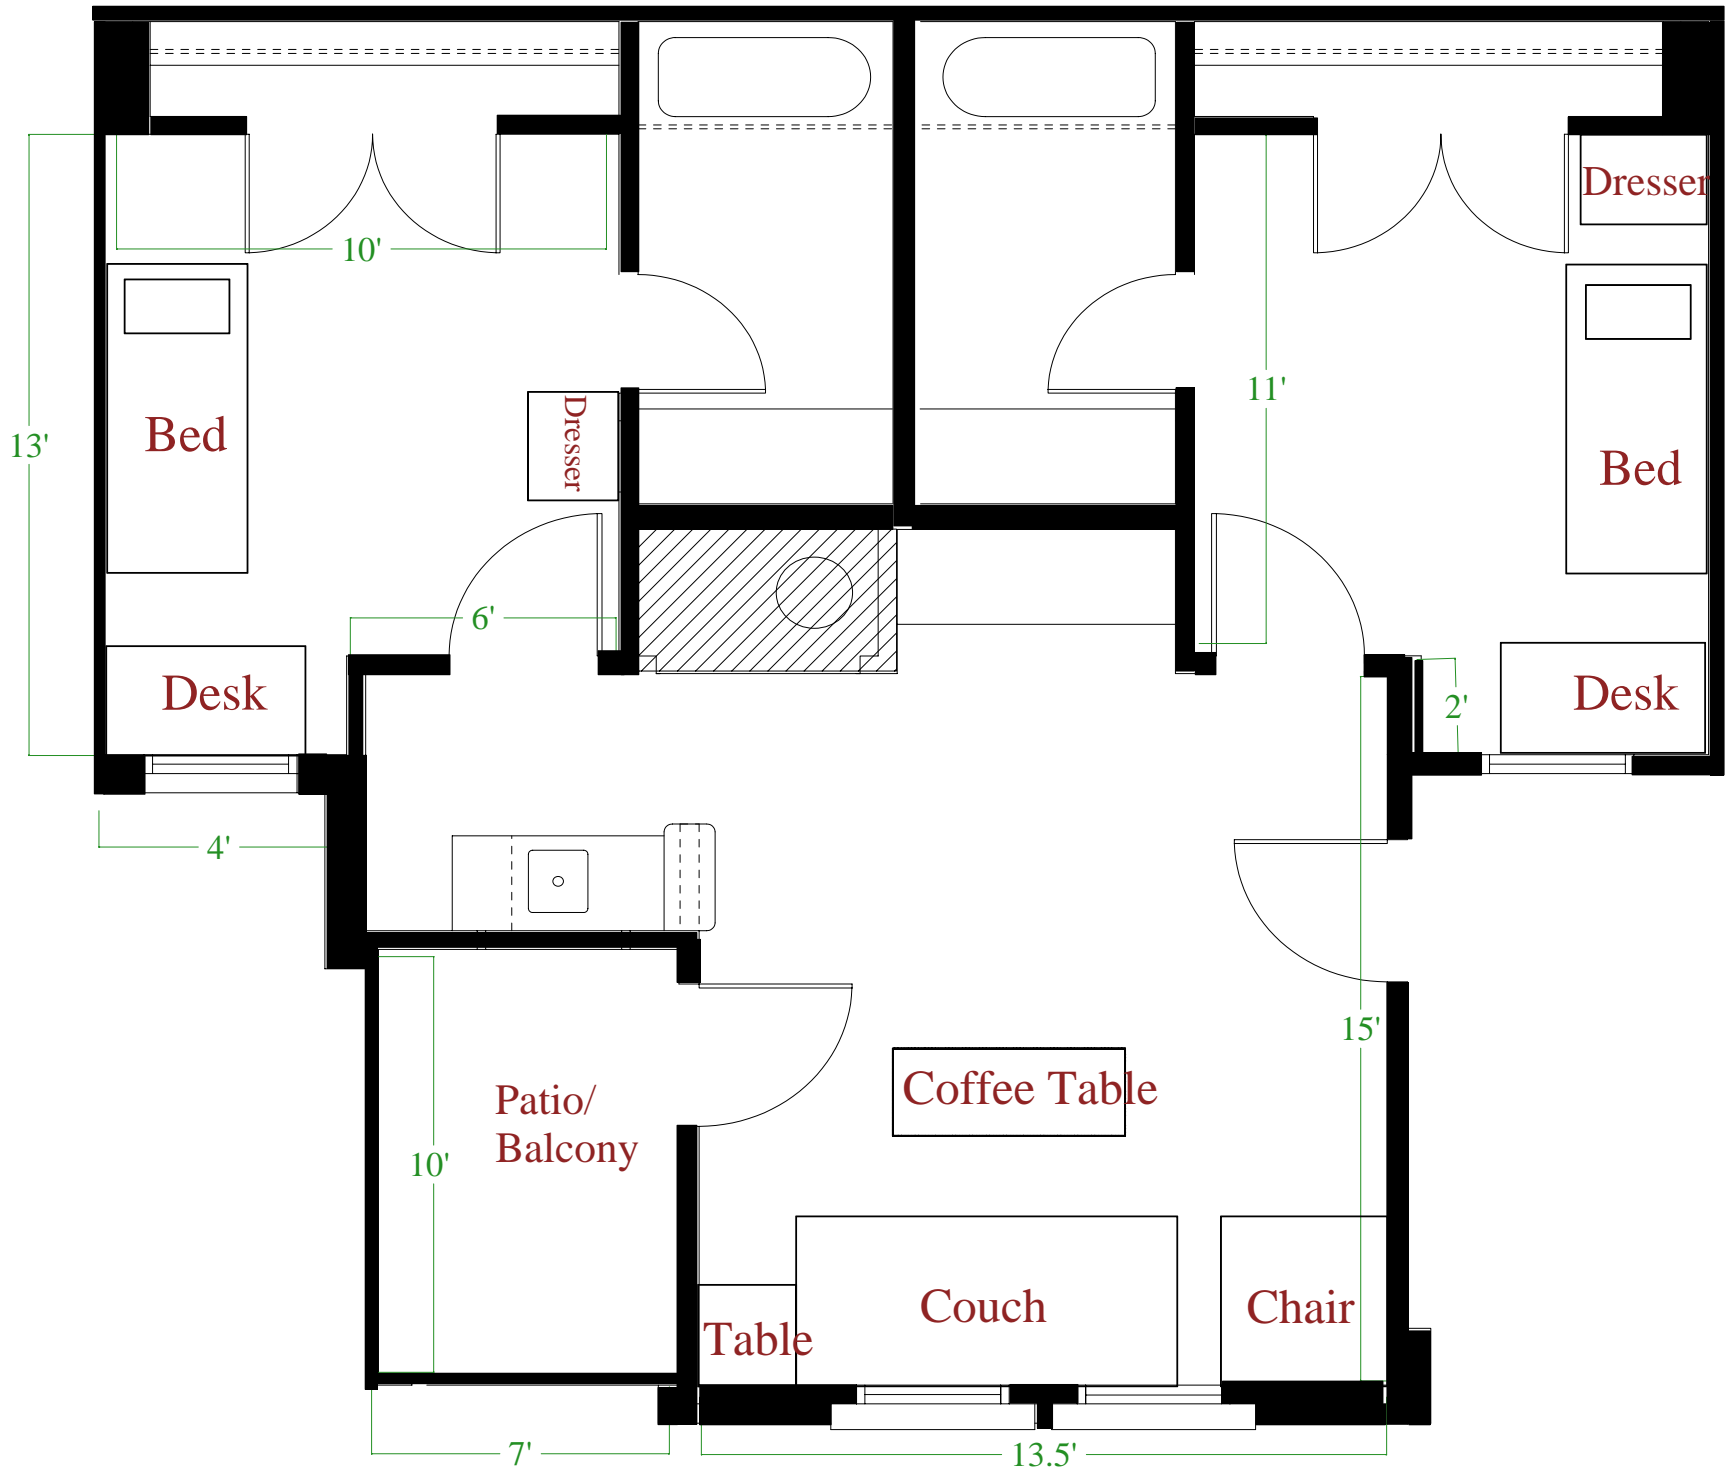 Dresser
10'
11'
13'
Bed
Dresser
Bed
6'
Desk
Desk
2'
4'
15'
Coffee Table
Patio/
Balcony
10'
Couch
Chair
Table
7'
13.5'